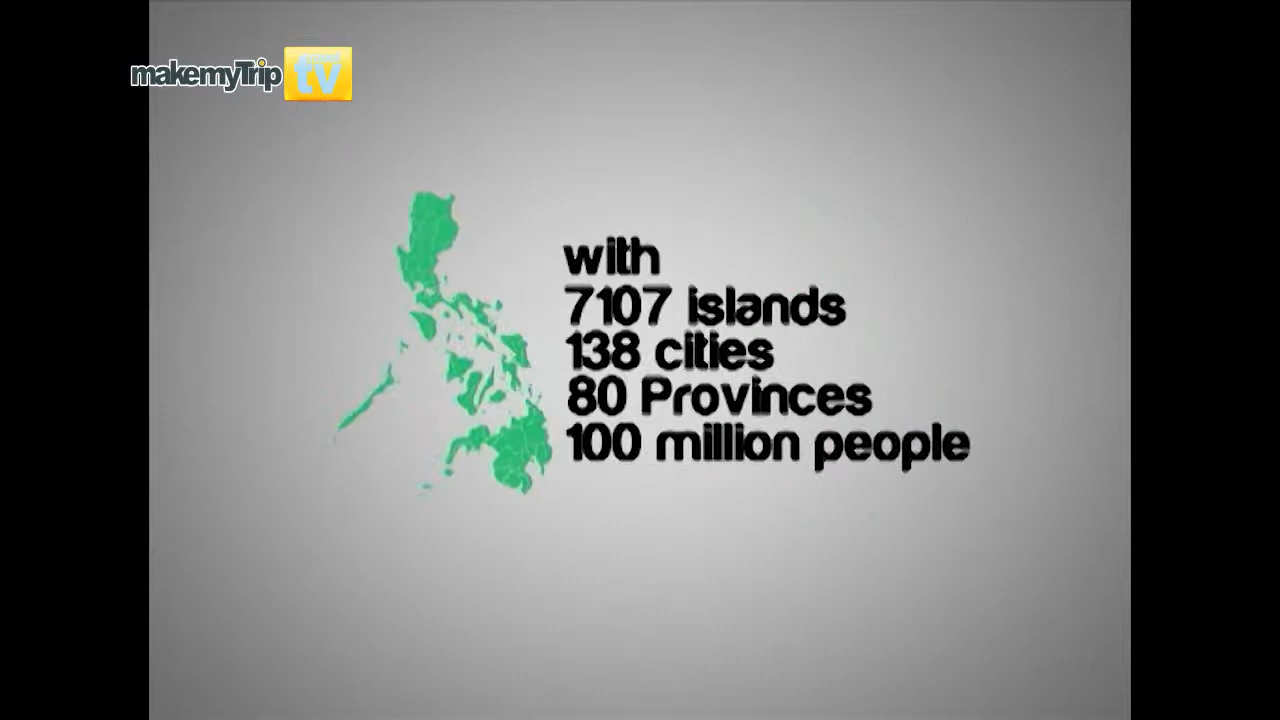 makemyTrip tv
with
7107 islands
138 cities
80 Provinces
100 million people